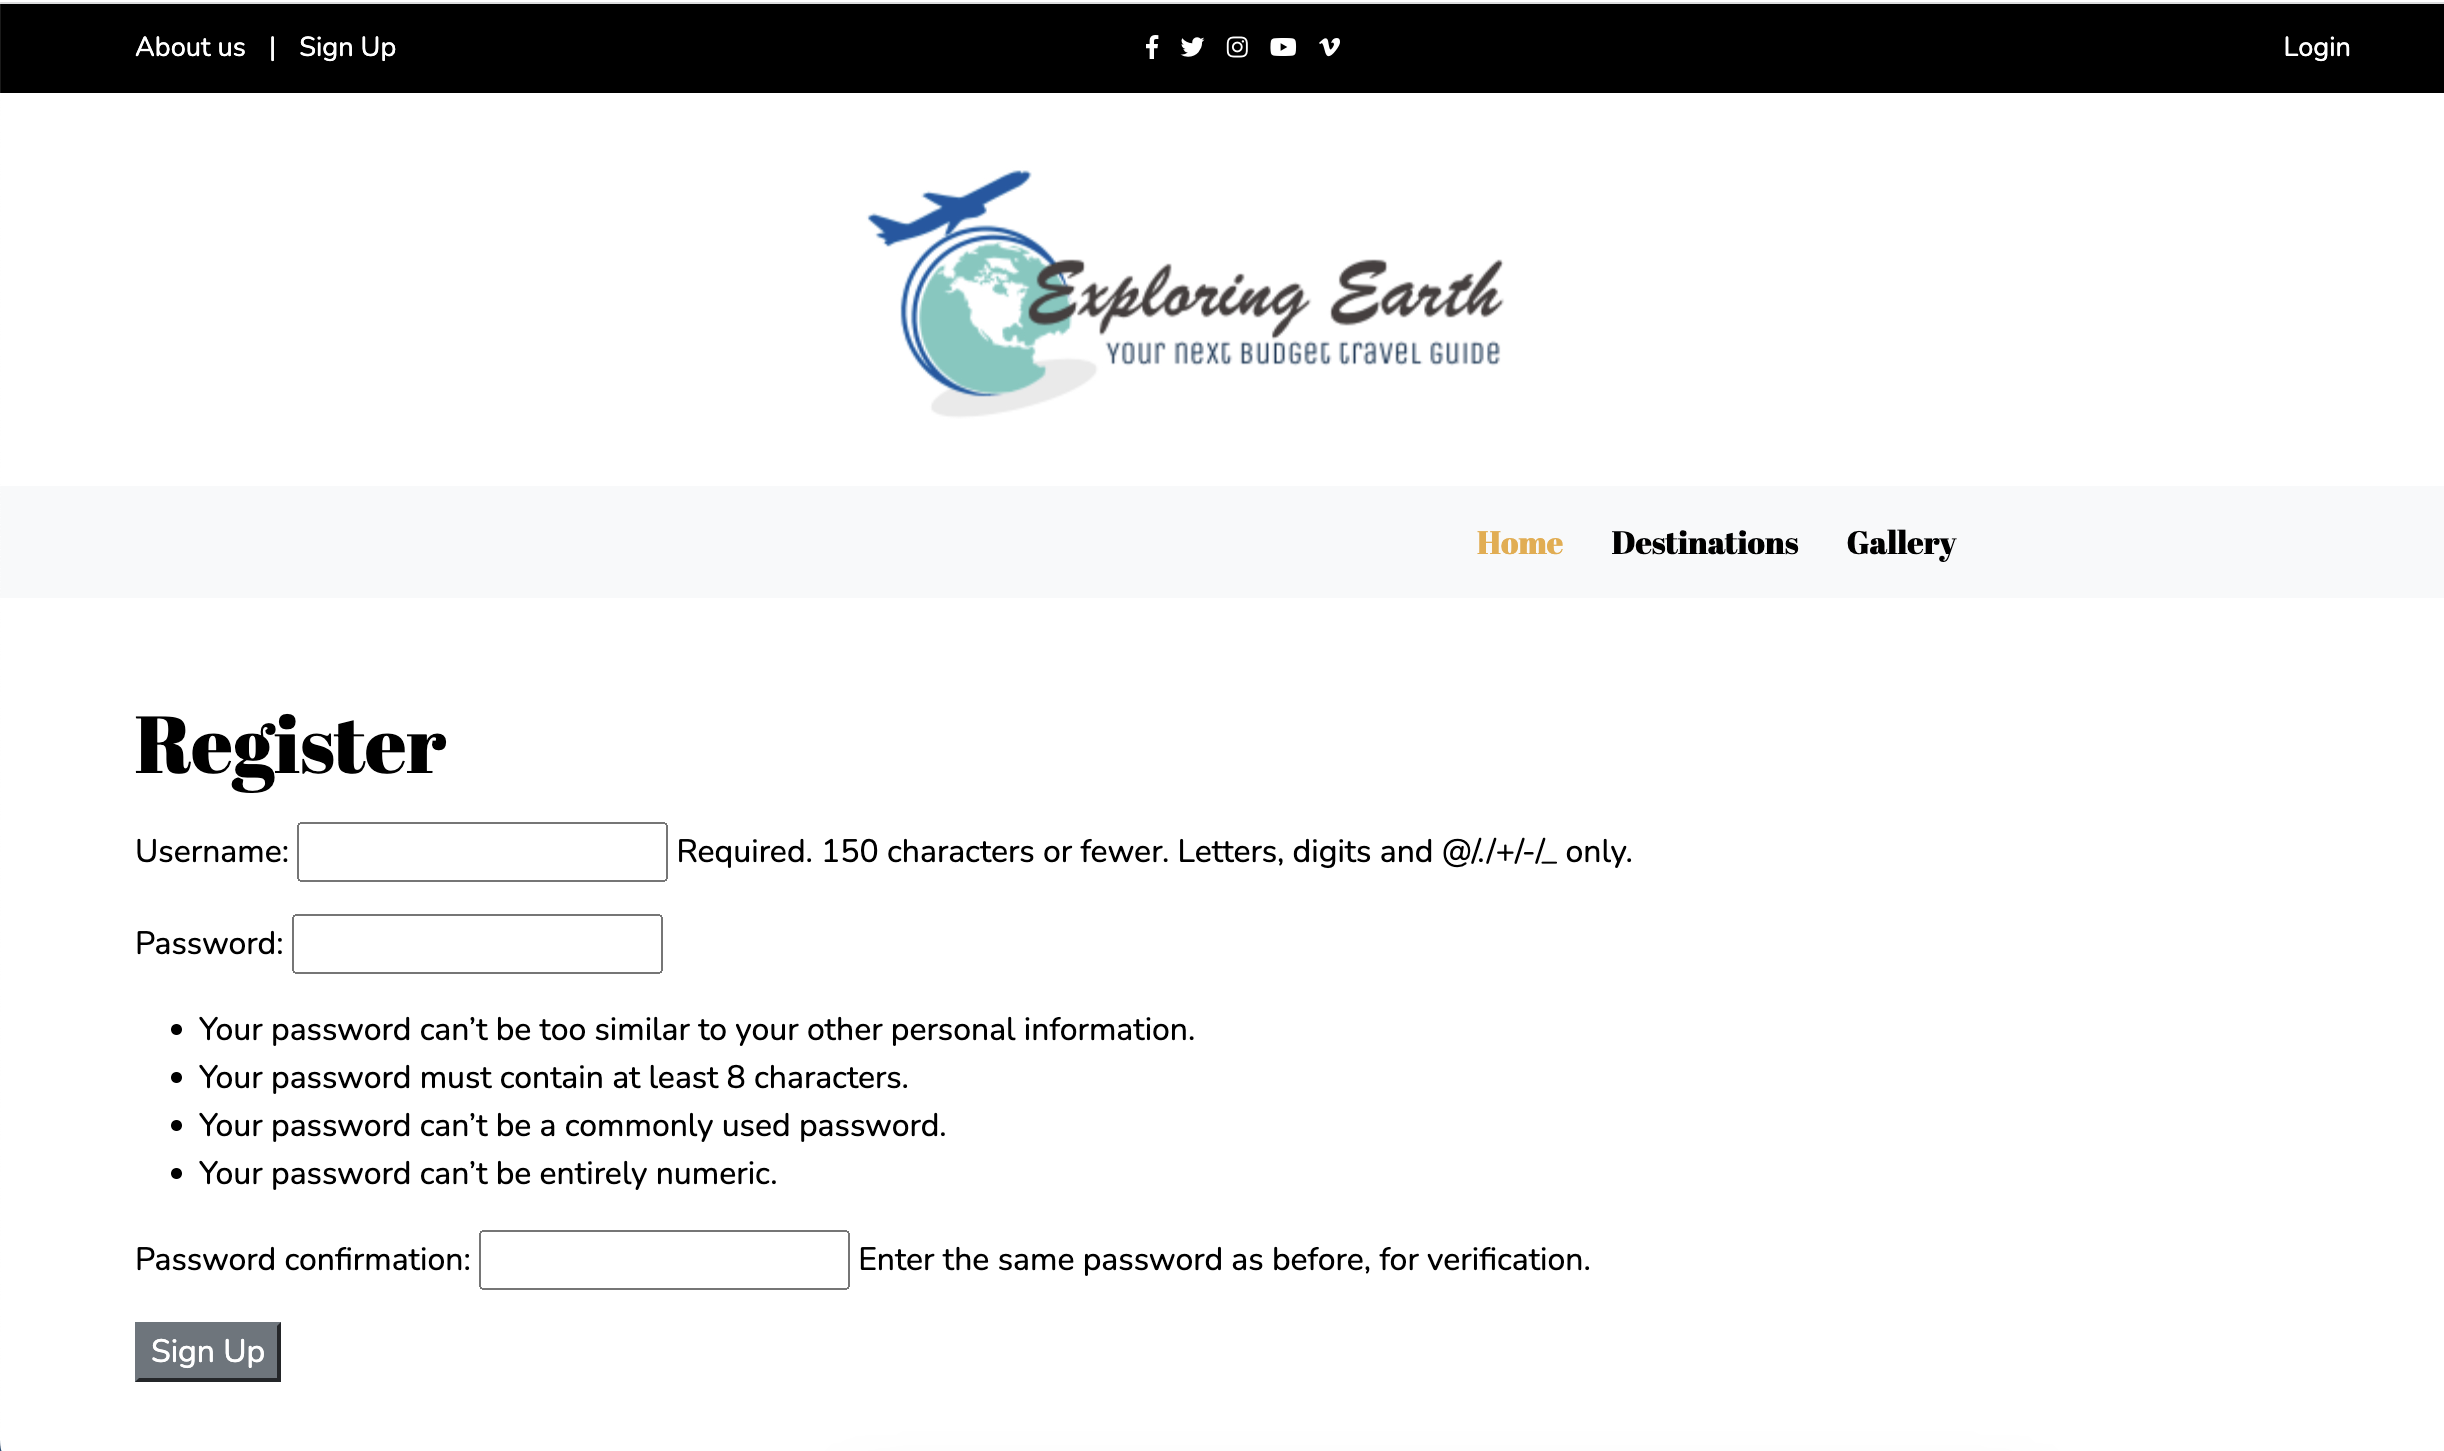 About us | Sign Up Login
Exploring Earth
Your next Budget travel Guide
Home Destinations Gallery
Register
Username: Required. 150 characters or fewer. Letters, digits and @/./+/-/_ only.
Password:
• Your password can’t be too similar to your other personal information.
• Your password must contain at least 8 characters.
• Your password can’t be a commonly used password.
• Your password can’t be entirely numeric.
Password confirmation: Enter the same password as before, for verification.
Sign Up